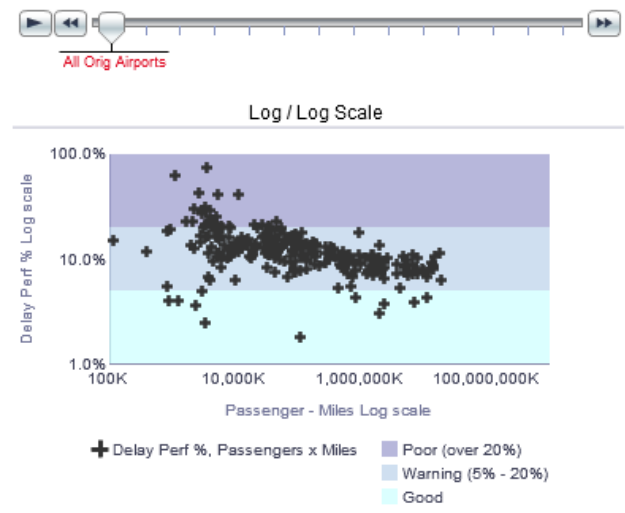 All Orig Airports
Log / Log Scale
Delay Perf % Log scale
100.0%
10.0%
1.0%
100K
10,000K
1,000,000K
100,000,000K
Passenger - Miles Log scale
Delay Perf %, Passengers x Miles
Poor (over 20%)
Warning (5% - 20%)
Good